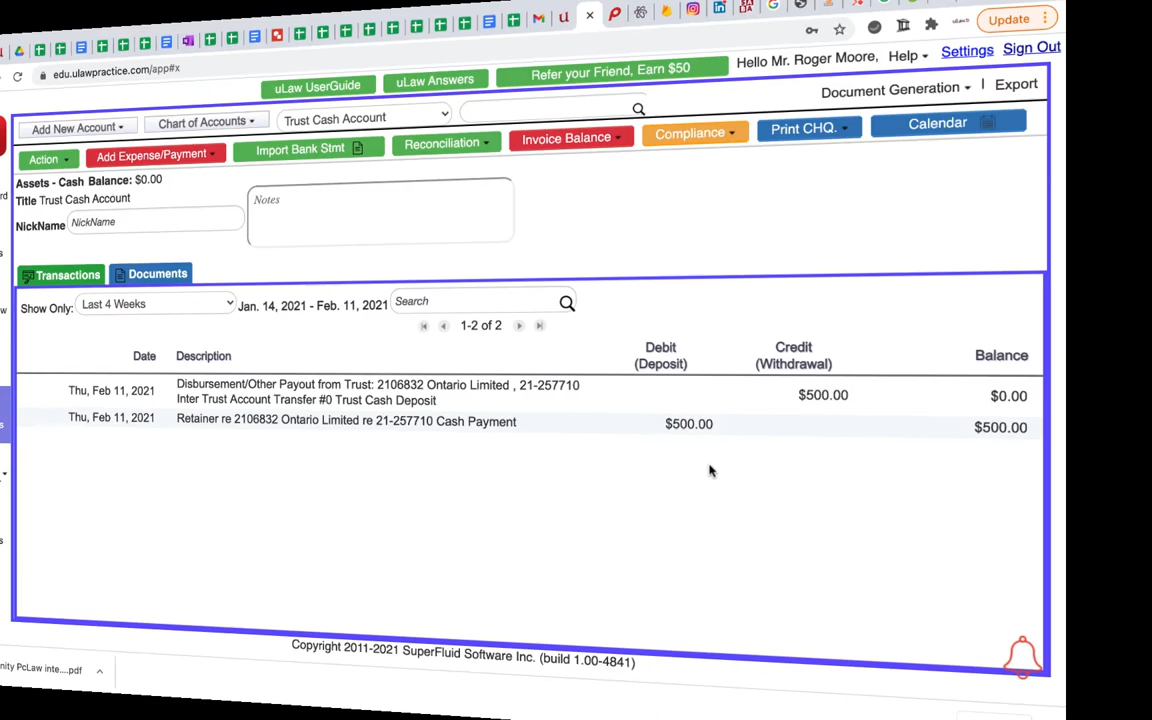 edu.ulawpractice.com/app#x
Update
uLaw UserGuide
uLaw Answers
Refer your Friend, Earn $50
Hello Mr. Roger Moore,
Help
Settings
Sign Out
Document Generation
Export
Add New Account
Chart of Accounts
Trust Cash Account
Action
Add Expense/Payment
Import Bank Stmt
Reconciliation
Invoice Balance
Compliance
Print CHQ.
Calendar
Assets - Cash Balance: $0.00
Title Trust Cash Account
NickName
NickName
Notes
Transactions
Documents
Show Only:
Last 4 Weeks
Jan. 14, 2021 - Feb. 11, 2021
Search
1-2 of 2
Date
Description
Debit
(Deposit)
Credit
(Withdrawal)
Balance
Thu, Feb 11, 2021
Disbursement/Other Payout from Trust: 2106832 Ontario Limited , 21-257710
Inter Trust Account Transfer #0 Trust Cash Deposit
$500.00
$0.00
Thu, Feb 11, 2021
Retainer re 2106832 Ontario Limited re 21-257710 Cash Payment
$500.00
$500.00
Copyright 2011-2021 SuperFluid Software Inc. (build 1.00-4841)
nity PcLaw inte....pdf